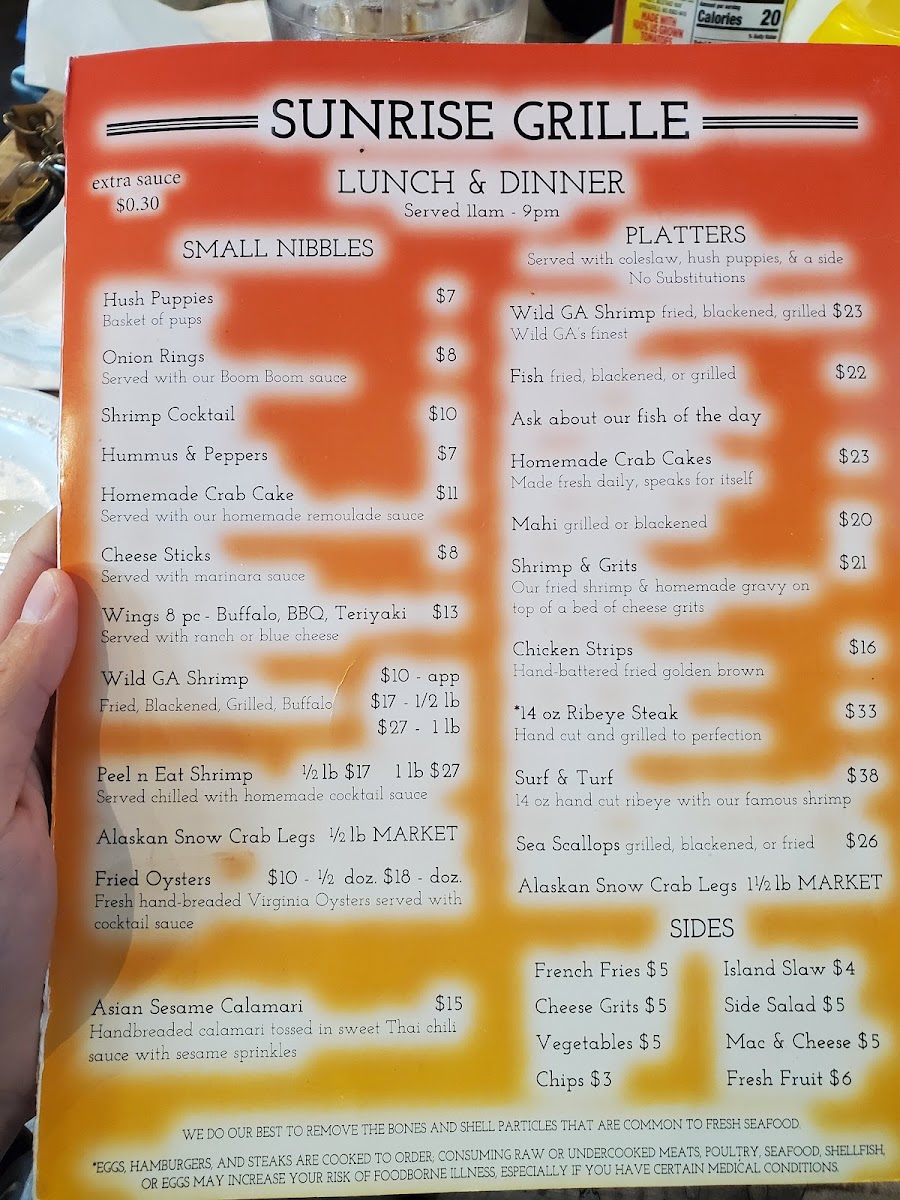 MADE WITH
100% US GROWN
TOMATOES
Calories 20
SUNRISE GRILLE
extra sauce
$0.30
LUNCH & DINNER
Served 11am - 9pm
SMALL NIBBLES
Hush Puppies $7
Basket of pups
Onion Rings $8
Served with our Boom Boom sauce
Shrimp Cocktail $10
Hummus & Peppers $7
Homemade Crab Cake $11
Served with our homemade remoulade sauce
Cheese Sticks $8
Served with marinara sauce
Wings 8 pc - Buffalo, BBQ, Teriyaki $13
Served with ranch or blue cheese
Wild GA Shrimp $10 - app
Fried, Blackened, Grilled, Buffalo $17 - 1/2 lb
$27 - 1 lb
Peel n Eat Shrimp ½ lb $17 1 lb $27
Served chilled with homemade cocktail sauce
Alaskan Snow Crab Legs ½ lb MARKET
Fried Oysters $10 - ½ doz. $18 - doz.
Fresh hand-breaded Virginia Oysters served with
cocktail sauce
Asian Sesame Calamari $15
Handbreaded calamari tossed in sweet Thai chili
sauce with sesame sprinkles
PLATTERS
Served with coleslaw, hush puppies, & a side
No Substitutions
Wild GA Shrimp fried, blackened, grilled $23
Wild GA's finest
Fish fried, blackened, or grilled $22
Ask about our fish of the day
Homemade Crab Cakes $23
Made fresh daily, speaks for itself
Mahi grilled or blackened $20
Shrimp & Grits $21
Our fried shrimp & homemade gravy on
top of a bed of cheese grits
Chicken Strips $16
Hand-battered fried golden brown
*14 oz Ribeye Steak $33
Hand cut and grilled to perfection
Surf & Turf $38
14 oz hand cut ribeye with our famous shrimp
Sea Scallops grilled, blackened, or fried $26
Alaskan Snow Crab Legs 1½ lb MARKET
SIDES
French Fries $5 Island Slaw $4
Cheese Grits $5 Side Salad $5
Vegetables $5 Mac & Cheese $5
Chips $3 Fresh Fruit $6
WE DO OUR BEST TO REMOVE THE BONES AND SHELL PARTICLES THAT ARE COMMON TO FRESH SEAFOOD.
*EGGS, HAMBURGERS, AND STEAKS ARE COOKED TO ORDER; CONSUMING RAW OR UNDERCOOKED MEATS, POULTRY, SEAFOOD, SHELLFISH,
OR EGGS MAY INCREASE YOUR RISK OF FOODBORNE ILLNESS, ESPECIALLY IF YOU HAVE CERTAIN MEDICAL CONDITIONS.